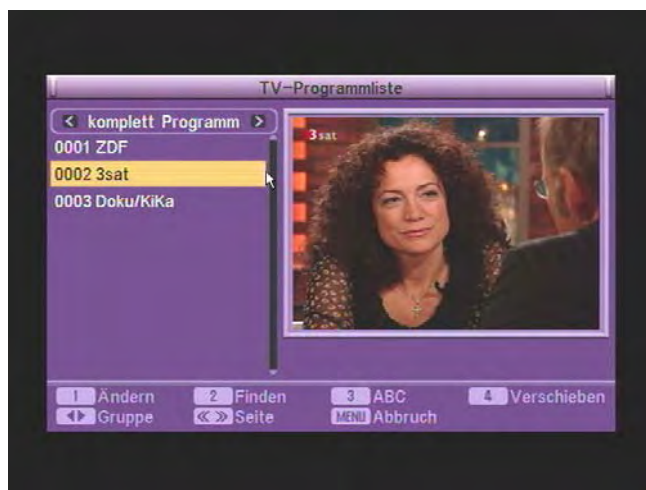 TV-Programmliste
komplett Programm
0001 ZDF
0002 3sat
0003 Doku/KiKa
3sat
1 Ändern 2 Finden 3 ABC 4 Verschieben
Gruppe Seite MENU Abbruch